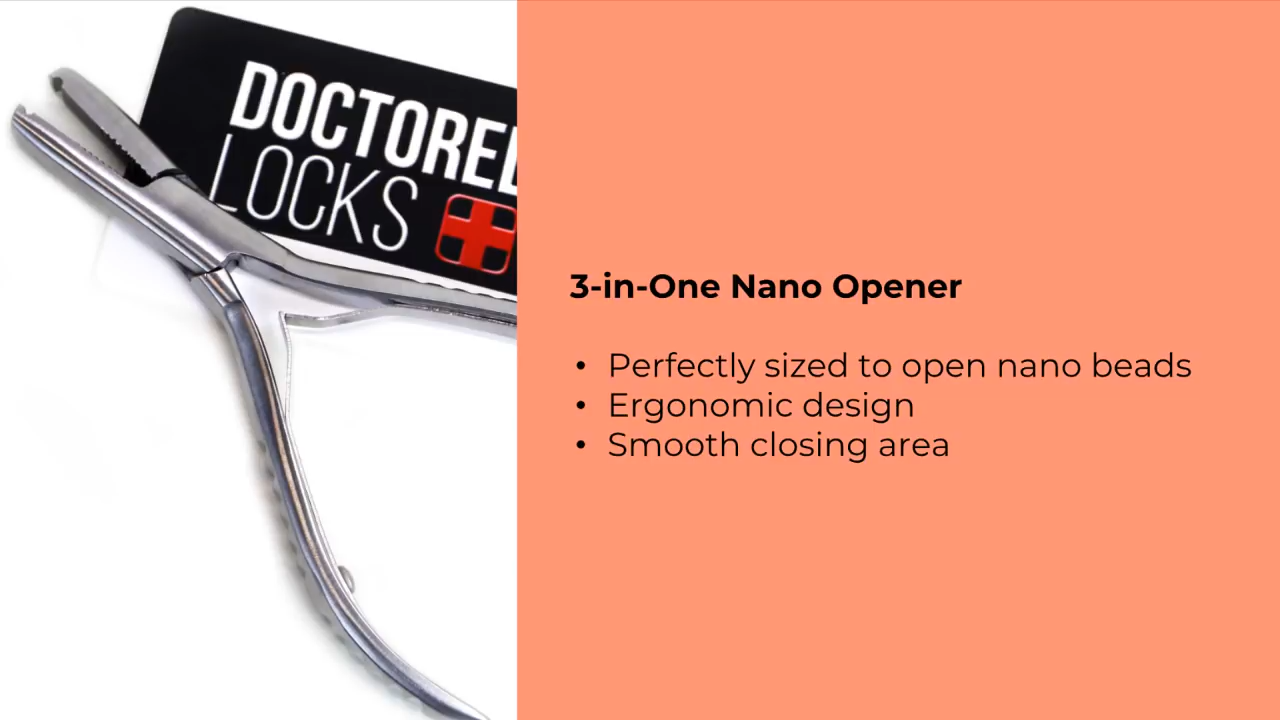 DOCTORED
LOCKS
3-in-One Nano Opener
• Perfectly sized to open nano beads
• Ergonomic design
• Smooth closing area